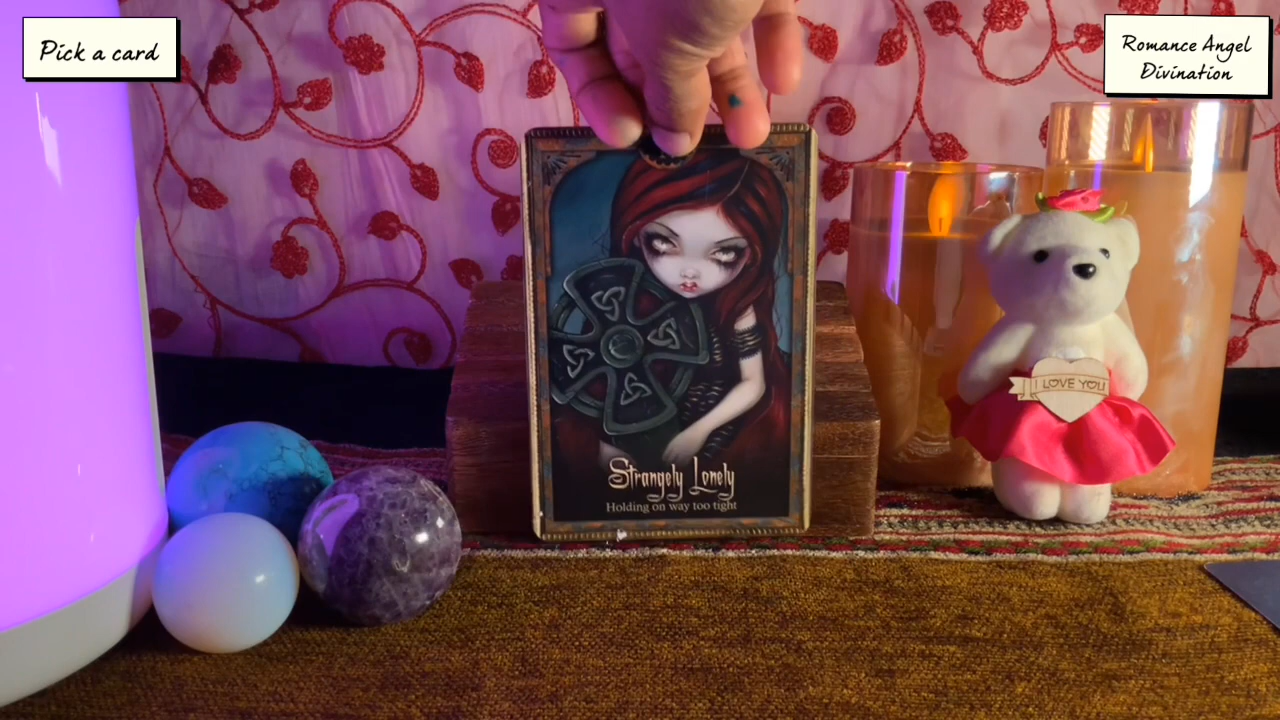 Pick a card
Romance Angel
Divination
I LOVE YOU
Strangely Lonely
Holding on way too tight